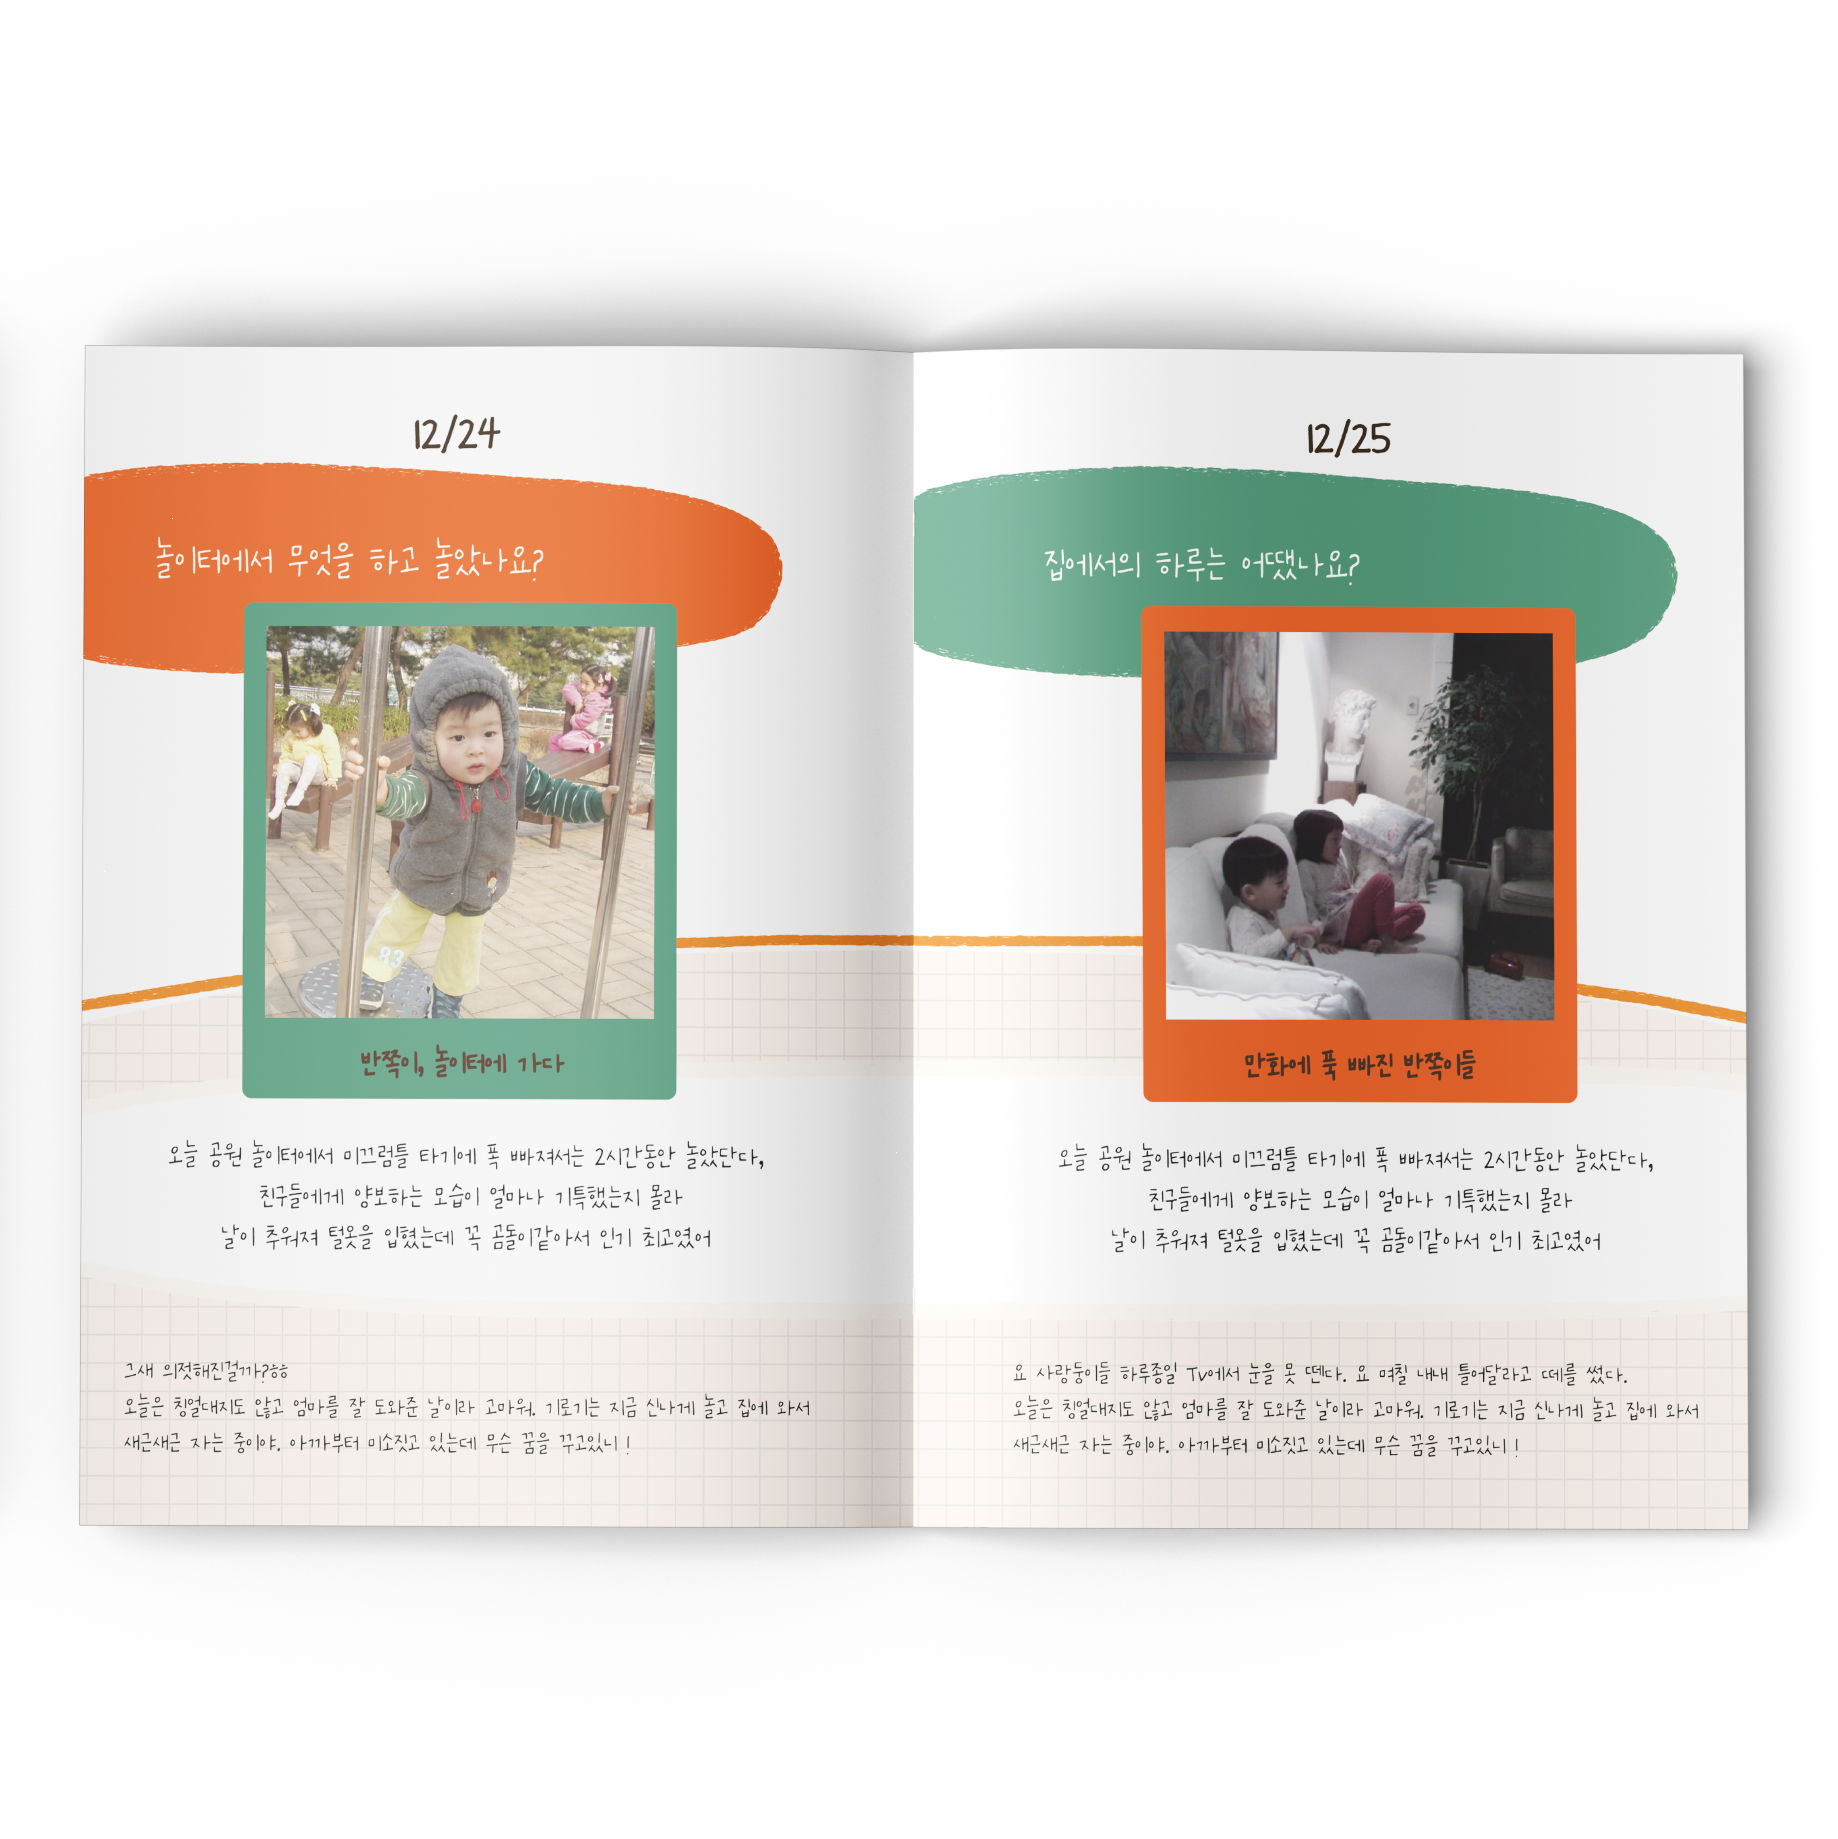 12/24
놀이터에서 무엇을 하고 놀았나요?
83
반쪽이, 놀이터에 가다
오늘 공원 놀이터에서 미끄럼틀 타기에 푹 빠져서는 2시간동안 놀았단다,
친구들에게 양보하는 모습이 얼마나 기특했는지 몰라
날이 추워져 털옷을 입혔는데 꼭 곰돌이같아서 인기 최고였어
그새 의젓해진걸까?ㅎㅎ
오늘은 칭얼대지도 않고 엄마를 잘 도와준 날이라 고마워. 기로기는 지금 신나게 놀고 집에 와서
새근새근 자는 중이야. 아까부터 미소짓고 있는데 무슨 꿈을 꾸고있니!
12/25
집에서의 하루는 어땠나요?
만화에 푹 빠진 반쪽이들
오늘 공원 놀이터에서 미끄럼틀 타기에 푹 빠져서는 2시간동안 놀았단다,
친구들에게 양보하는 모습이 얼마나 기특했는지 몰라
날이 추워져 털옷을 입혔는데 꼭 곰돌이같아서 인기 최고였어
요 사랑둥이들 하루종일 TV에서 눈을 못 뗀다. 요 며칠 내내 틀어달라고 떼를 썼다.
오늘은 칭얼대지도 않고 엄마를 잘 도와준 날이라 고마워. 기로기는 지금 신나게 놀고 집에 와서
새근새근 자는 중이야. 아까부터 미소짓고 있는데 무슨 꿈을 꾸고있니!